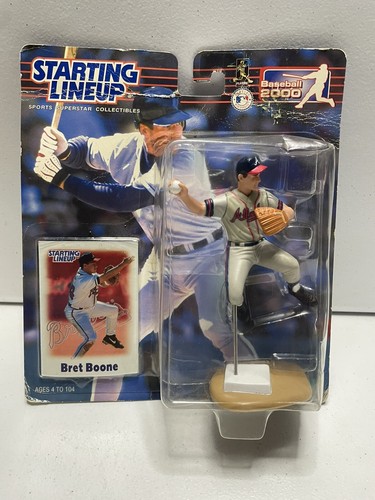 STARTING
LINEUP
SPORTS SUPERSTAR COLLECTIBLES
Baseball
2000
STARTING
LINEUP
Bret Boone
AGES 4 TO 104